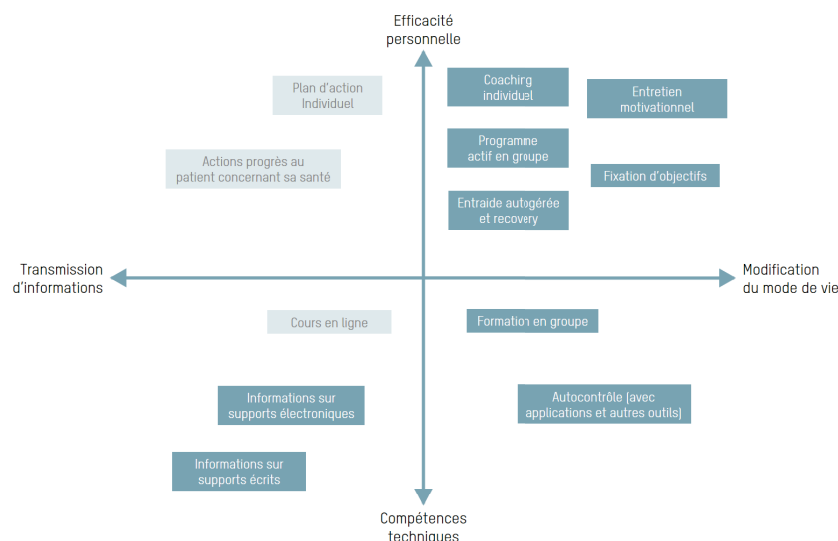 Efficacité
personnelle
Plan d'action
Individuel
Coaching
individuel
Entretien
motivationnel
Actions progrès au
patient concernant sa santé
Programme
actif en groupe
Fixation d'objectifs
Entraide autogérée
et recovery
Transmission
d'informations
Modification
du mode de vie
Cours en ligne
Formation en groupe
Informations sur
supports électroniques
Autocontrôle (avec
applications et autres outils)
Informations sur
supports écrits
Compétences
techniques